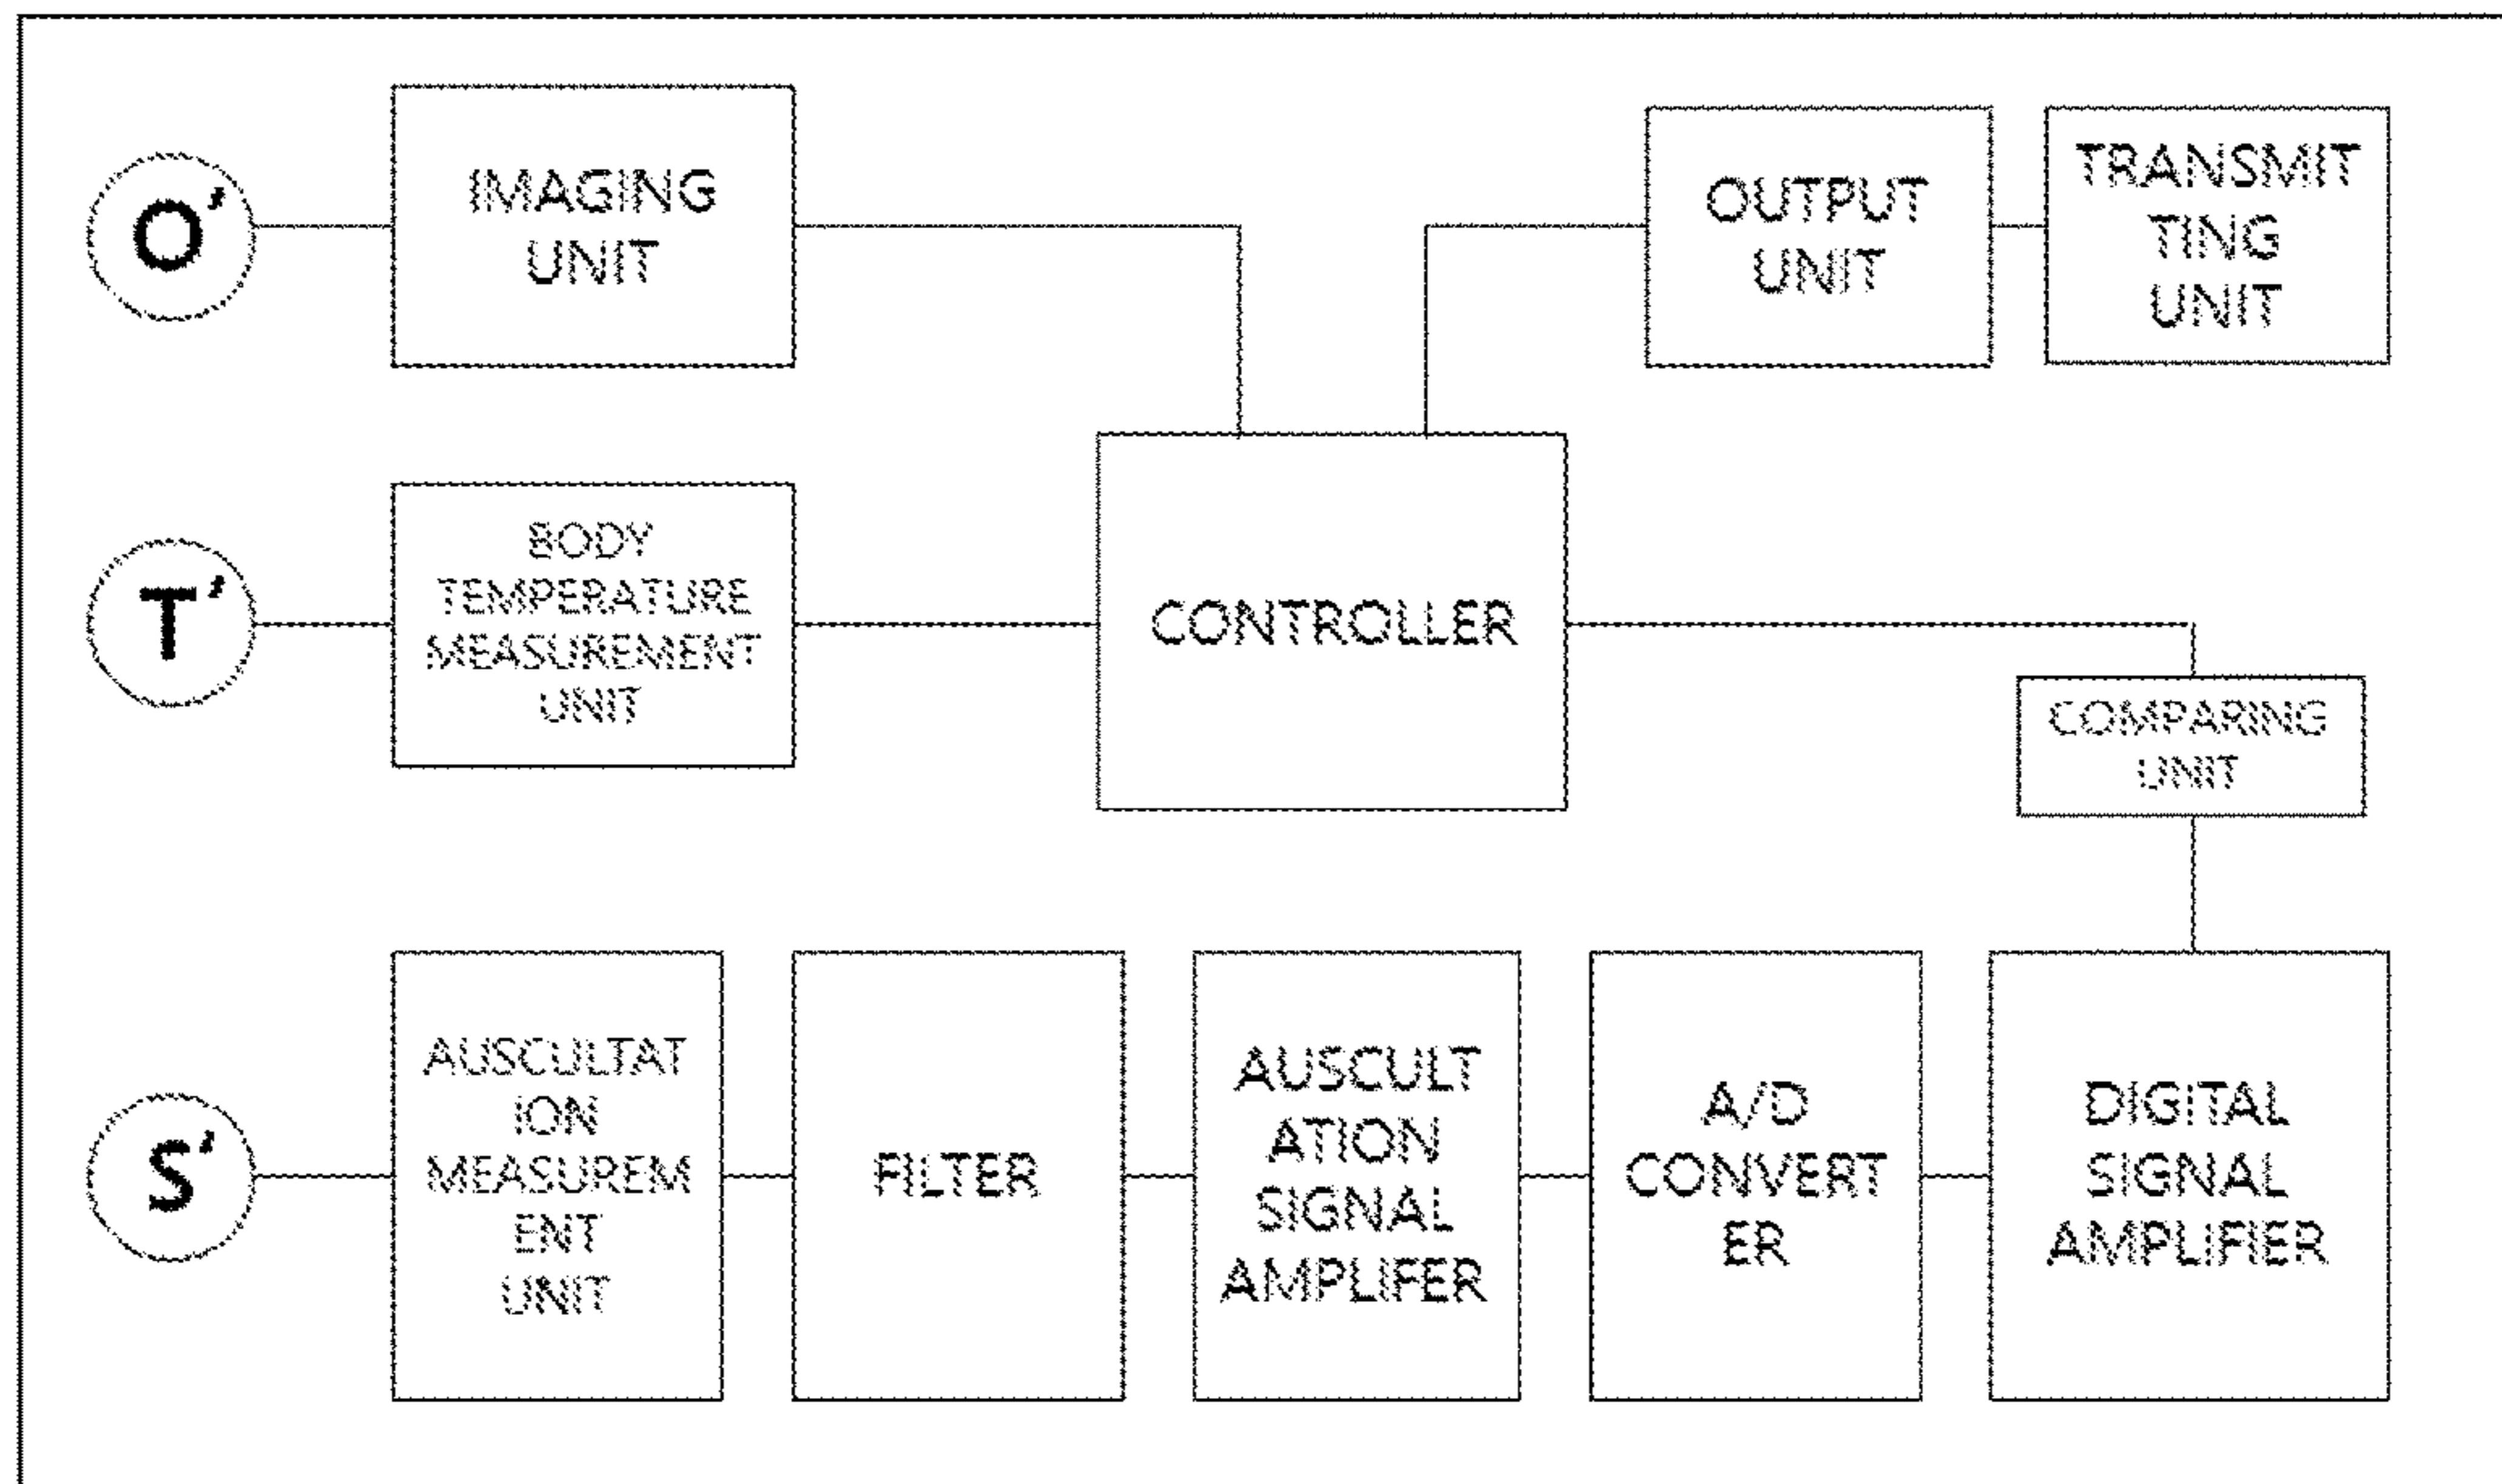 O’
IMAGING
UNIT
OUTPUT
UNIT
TRANSMIT
TING
UNIT
T’
BODY
TEMPERATURE
MEASUREMENT
UNIT
CONTROLLER
COMPARING
UNIT
S’
AUSCULTAT
ION
MEASUREM
ENT
UNIT
FILTER
AUSCULT
ATION
SIGNAL
AMPLIFER
A/D
CONVERT
ER
DIGITAL
SIGNAL
AMPLIFIER